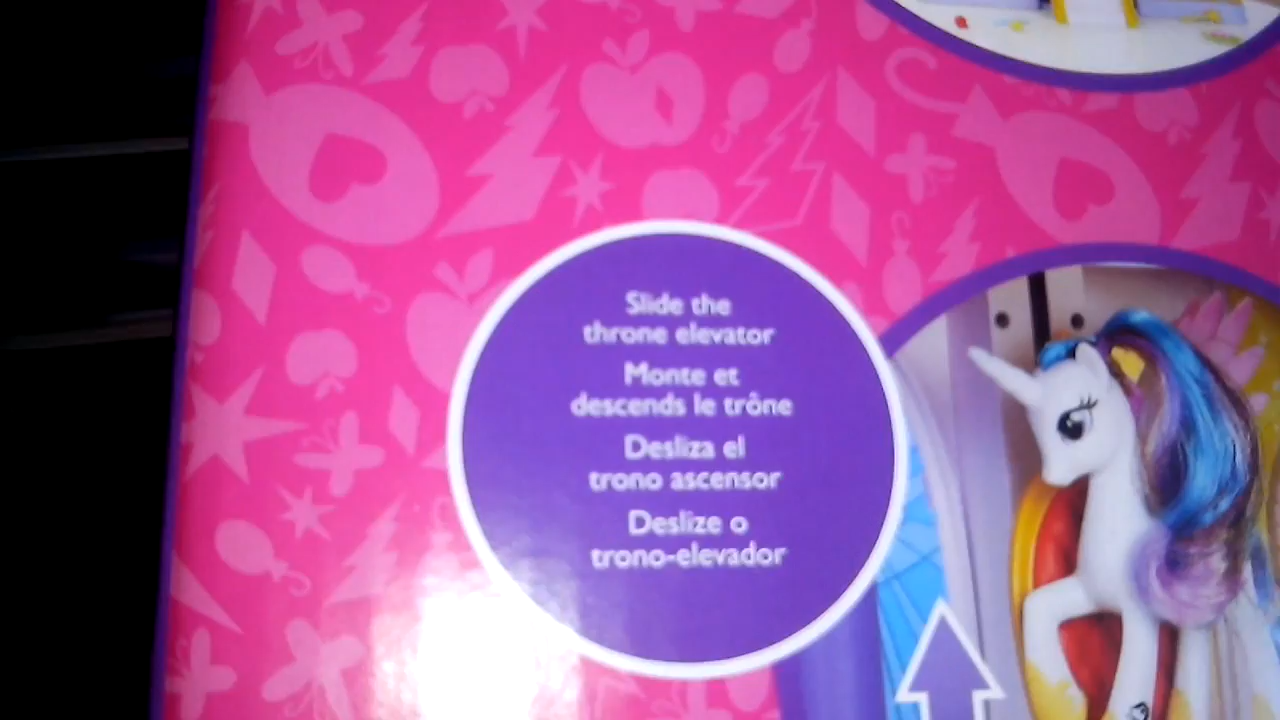 Slide the
throne elevator
Monte et
descends le trône
Desliza el
trono ascensor
Deslize o
trono-elevador